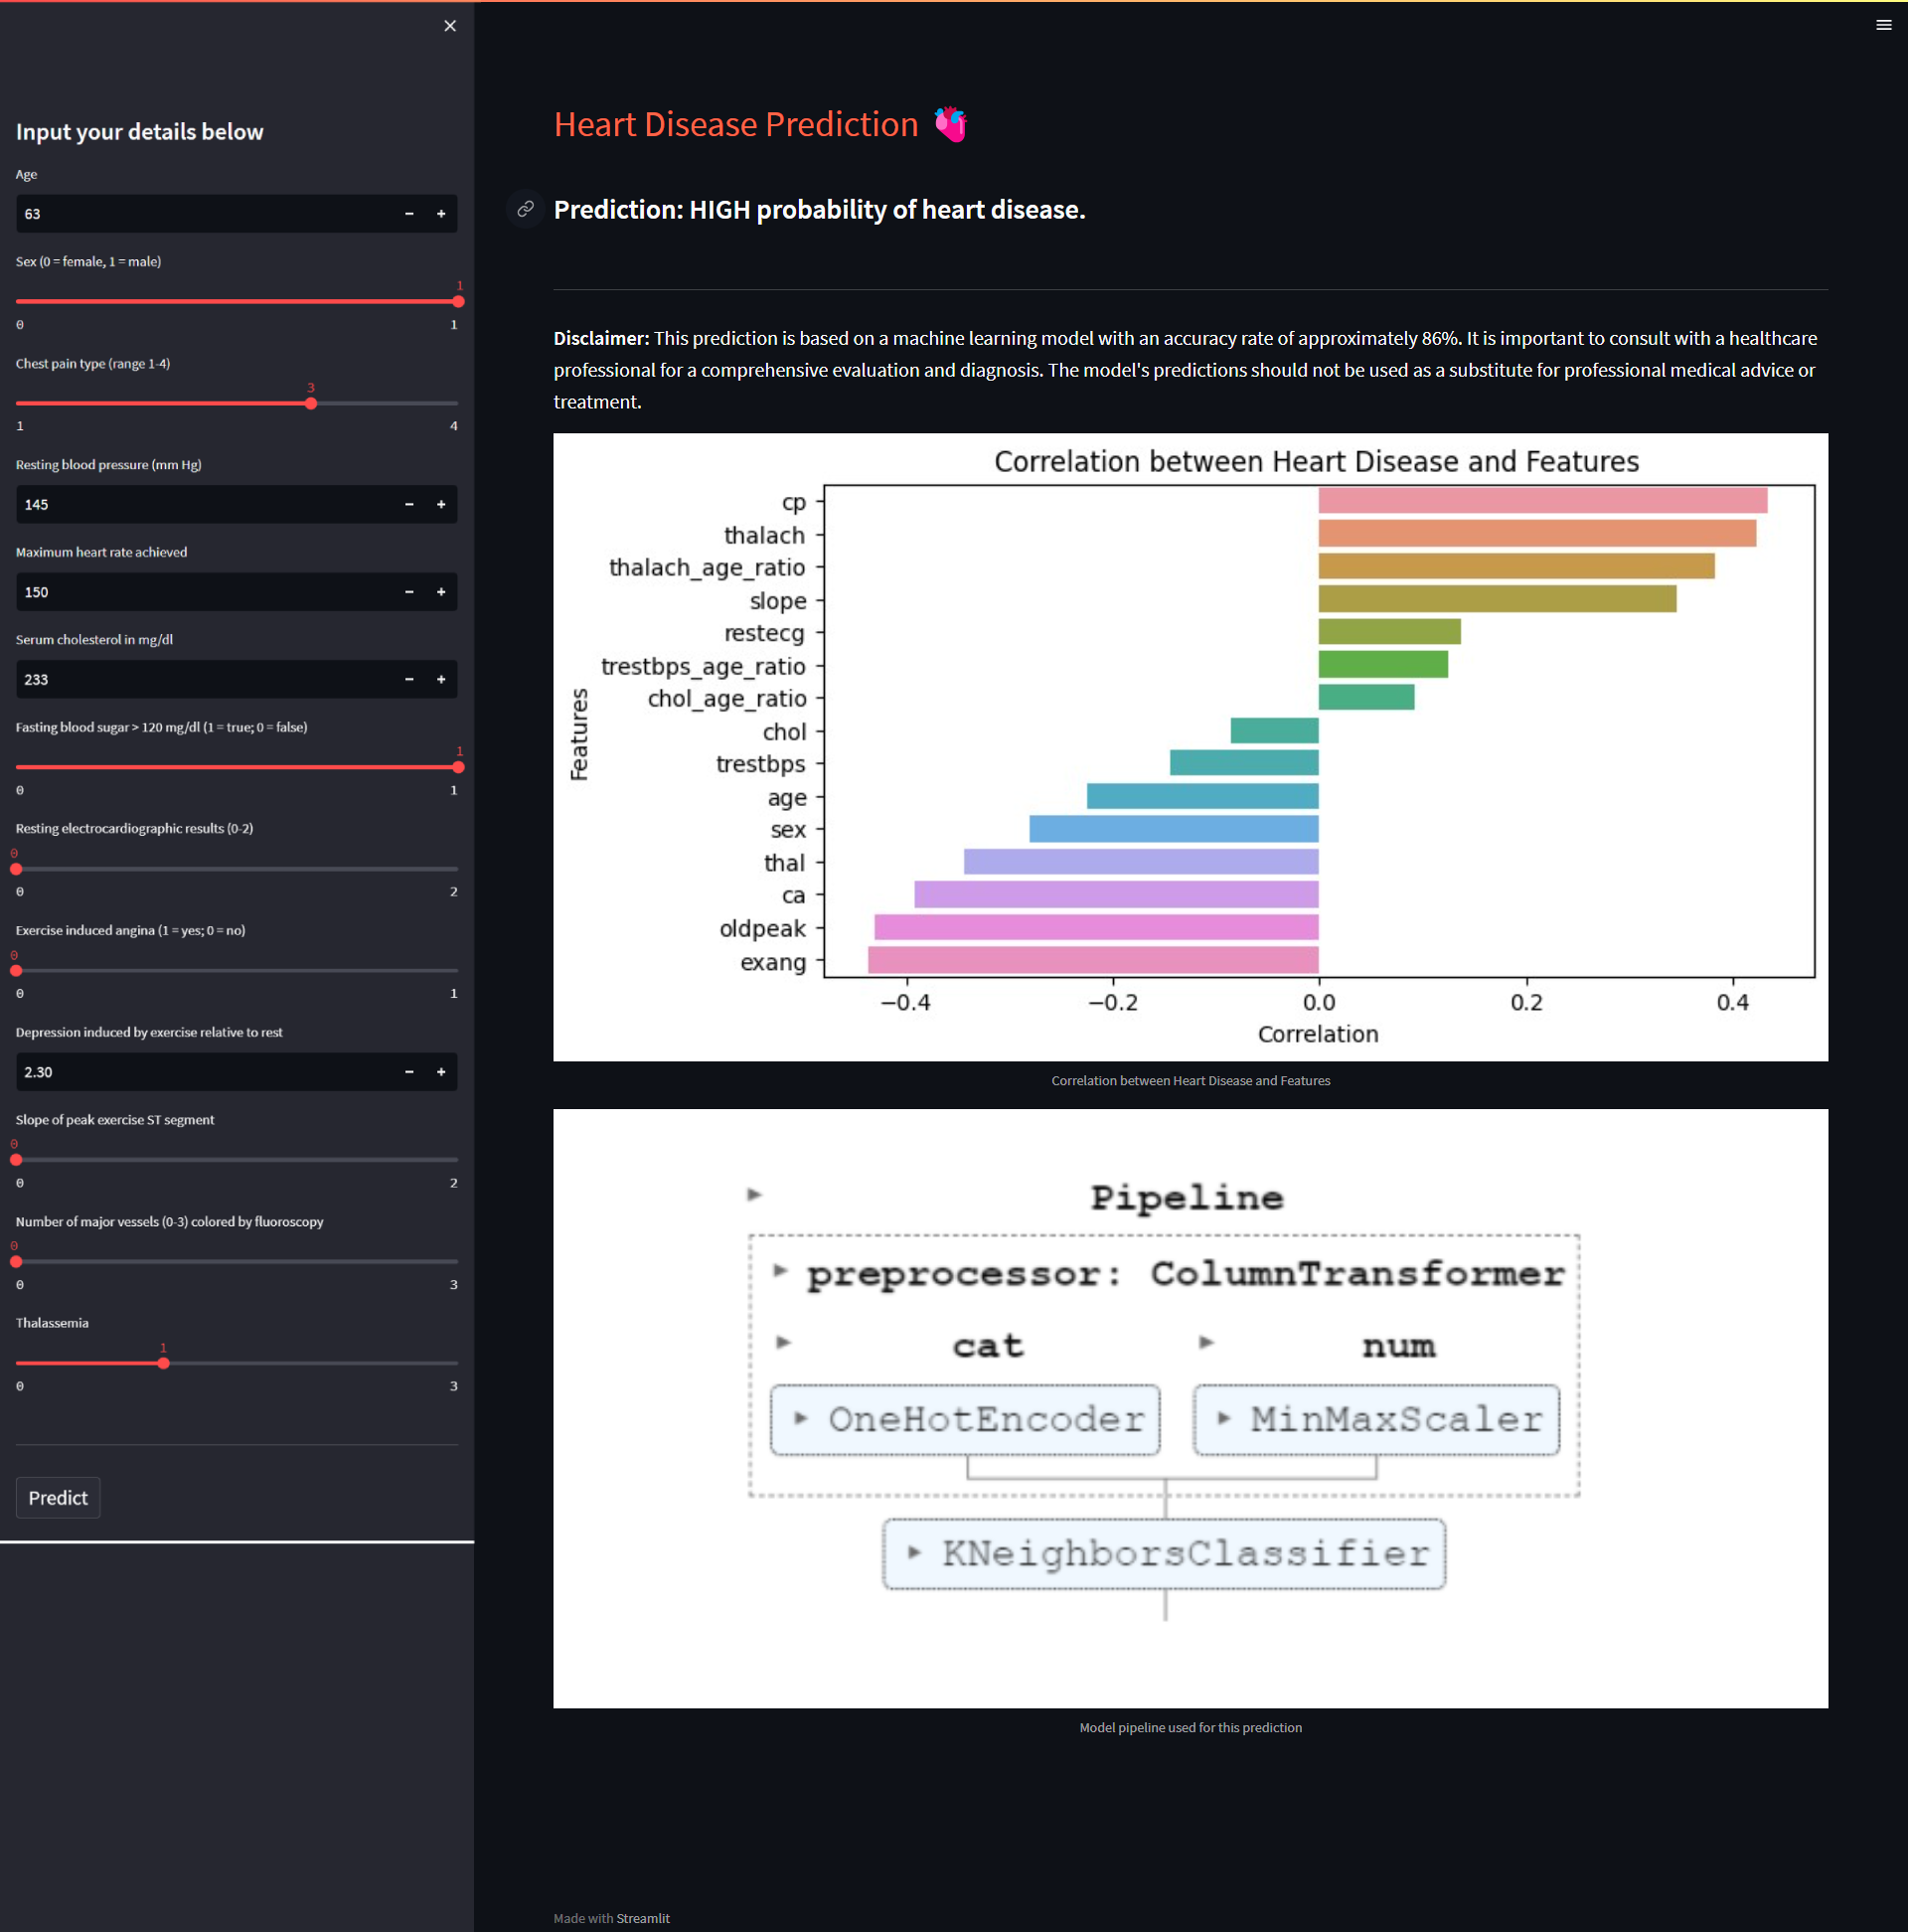 Input your details below
Age
63
Sex (0 = female, 1 = male)
1
0 1
Chest pain type (range 1-4)
3
1 4
Resting blood pressure (mm Hg)
145
Maximum heart rate achieved
150
Serum cholesterol in mg/dl
233
Fasting blood sugar > 120 mg/dl (1 = true; 0 = false)
1
0 1
Resting electrocardiographic results (0-2)
0
0 2
Exercise induced angina (1 = yes; 0 = no)
0
0 1
Depression induced by exercise relative to rest
2.30
Slope of peak exercise ST segment
0
0 2
Number of major vessels (0-3) colored by fluoroscopy
0
0 3
Thalassemia
1
0 3
Predict
Heart Disease Prediction
Prediction: HIGH probability of heart disease.
Disclaimer: This prediction is based on a machine learning model with an accuracy rate of approximately 86%. It is important to consult with a healthcare
professional for a comprehensive evaluation and diagnosis. The model's predictions should not be used as a substitute for professional medical advice or
treatment.
Correlation between Heart Disease and Features
Features
cp
thalach
thalach_age_ratio
slope
restecg
trestbps_age_ratio
chol_age_ratio
chol
trestbps
age
sex
thal
ca
oldpeak
exang
−0.4 −0.2 0.0 0.2 0.4
Correlation
Correlation between Heart Disease and Features
Pipeline
preprocessor: ColumnTransformer
cat num
OneHotEncoder MinMaxScaler
KNeighborsClassifier
Model pipeline used for this prediction
Made with Streamlit